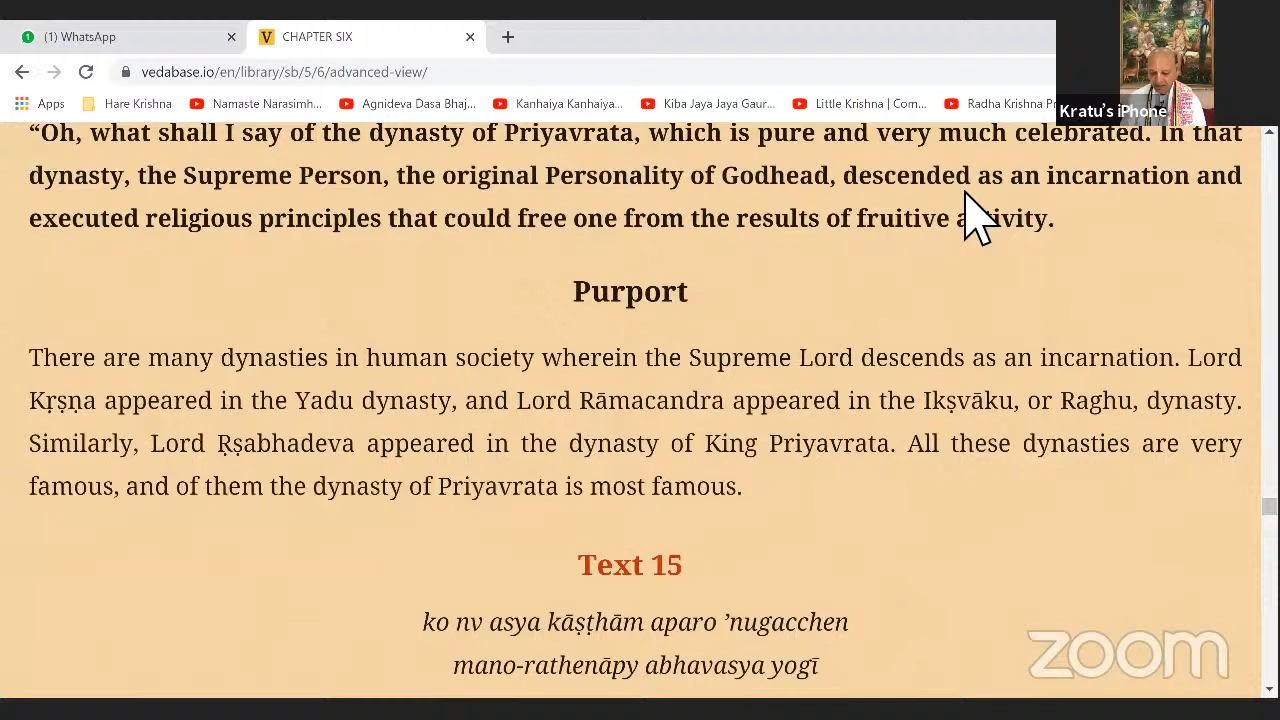 (1) WhatsApp
CHAPTER SIX
vedabase.io/en/library/sb/5/6/advanced-view/
Apps Hare Krishna Namaste Narasimh... Agnideva Dasa Bhaj... Kanhaiya Kanhaiya... Kiba Jaya Jaya Gaur... Little Krishna | Com... Radha Krishna Pr
Kratu's iPhone
“Oh, what shall I say of the dynasty of Priyavrata, which is pure and very much celebrated. In that
dynasty, the Supreme Person, the original Personality of Godhead, descended as an incarnation and
executed religious principles that could free one from the results of fruitive activity.
Purport
There are many dynasties in human society wherein the Supreme Lord descends as an incarnation. Lord
Kṛṣṇa appeared in the Yadu dynasty, and Lord Rāmacandra appeared in the Ikṣvāku, or Raghu, dynasty.
Similarly, Lord Ṛṣabhadeva appeared in the dynasty of King Priyavrata. All these dynasties are very
famous, and of them the dynasty of Priyavrata is most famous.
Text 15
ko nv asya kāṣṭhām aparo ’nugacchen
mano-rathenāpy abhavasya yogī
zoom